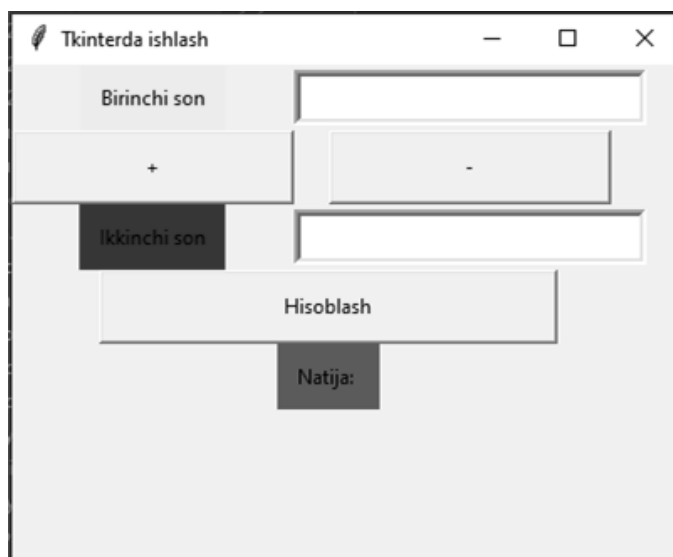 Tkinterda ishlash
Birinchi son
+ -
Ikkinchi son
Hisoblash
Natija: